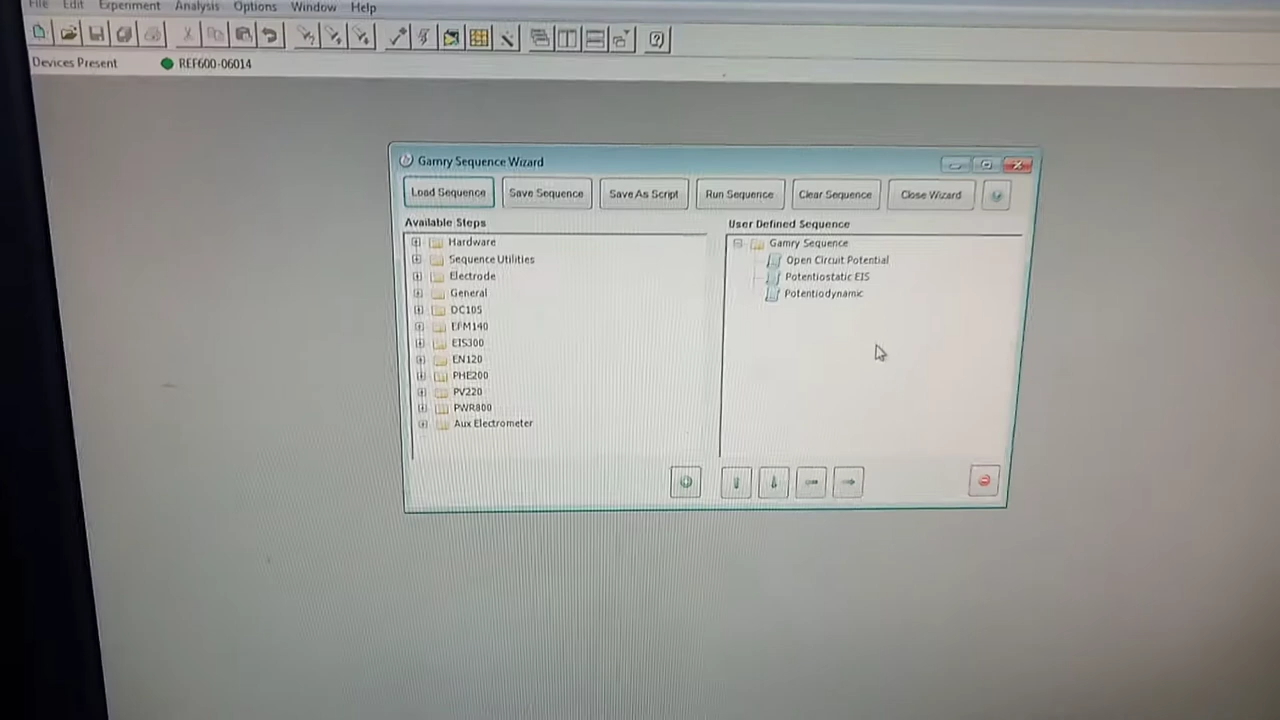 File Edit Experiment Analysis Options Window Help
Devices Present REF600-06014
Gamry Sequence Wizard
Load Sequence Save Sequence Save As Script Run Sequence Clear Sequence Close Wizard
Available Steps
Hardware
Sequence Utilities
Electrode
General
DC105
EFM140
EIS300
EN120
PHE200
PV220
PWR800
Aux Electrometer
User Defined Sequence
Gamry Sequence
Open Circuit Potential
Potentiostatic EIS
Potentiodynamic